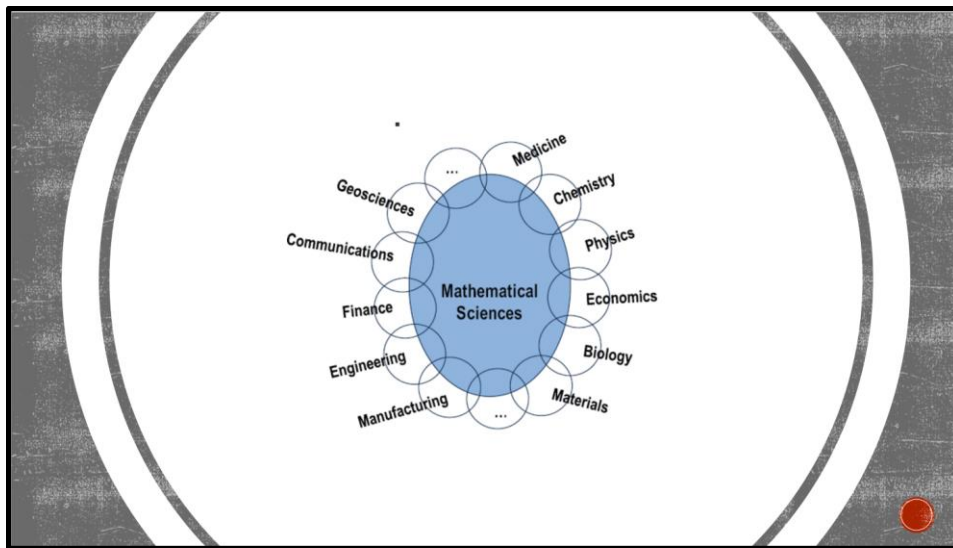 ...
Medicine
Geosciences
Chemistry
Communications
Physics
Mathematical
Sciences
Finance
Economics
Engineering
Biology
Manufacturing
...
Materials